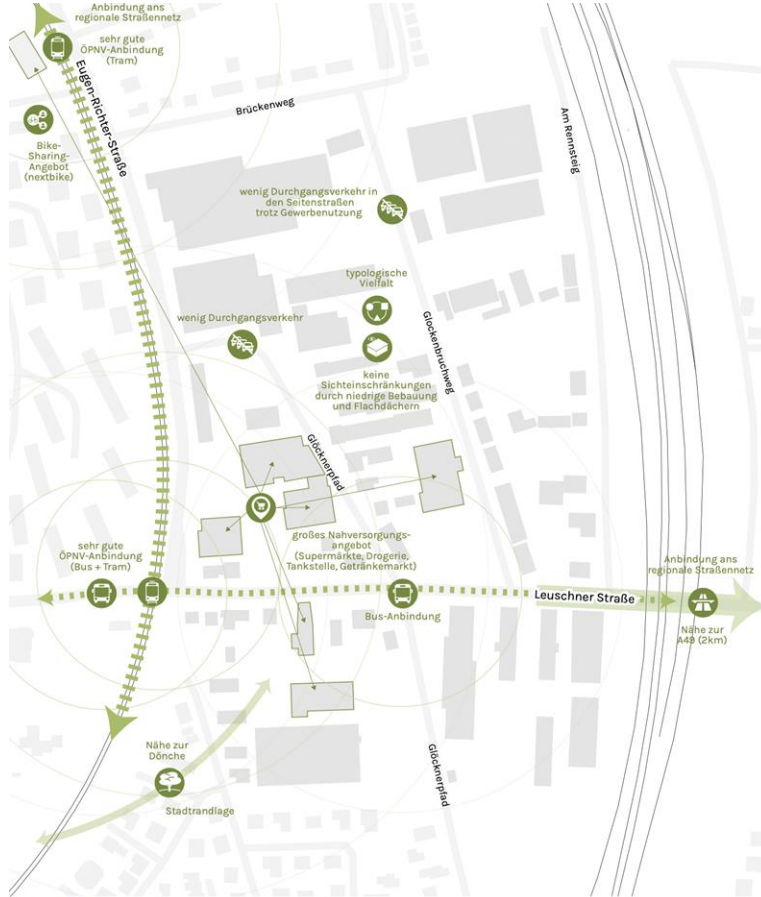 Anbindung ans
regionale Straßennetz
sehr gute
ÖPNV-Anbindung
(Tram)
Eugen-Richter-Straße
Brückenweg
Am Rennsteig
Bike-
Sharing-
Angebot
(nextbike)
wenig Durchgangsverkehr in
den Seitenstraßen
trotz Gewerbenutzung
typologische
Vielfalt
wenig Durchgangsverkehr
Glockenbruchweg
keine
Sichteinschränkungen
durch niedrige Bebauung
und Flachdächern
Glöcknerpfad
großes Nahversorgungs-
angebot
(Supermärkte, Drogerie,
Tankstelle, Getränkemarkt)
sehr gute
ÖPNV-Anbindung
(Bus + Tram)
Anbindung ans
regionale Straßennetz
Leuschner Straße
Bus-Anbindung
Nähe zur
A49 (2km)
Nähe zur
Dönche
Glöcknerpfad
Stadtrandlage